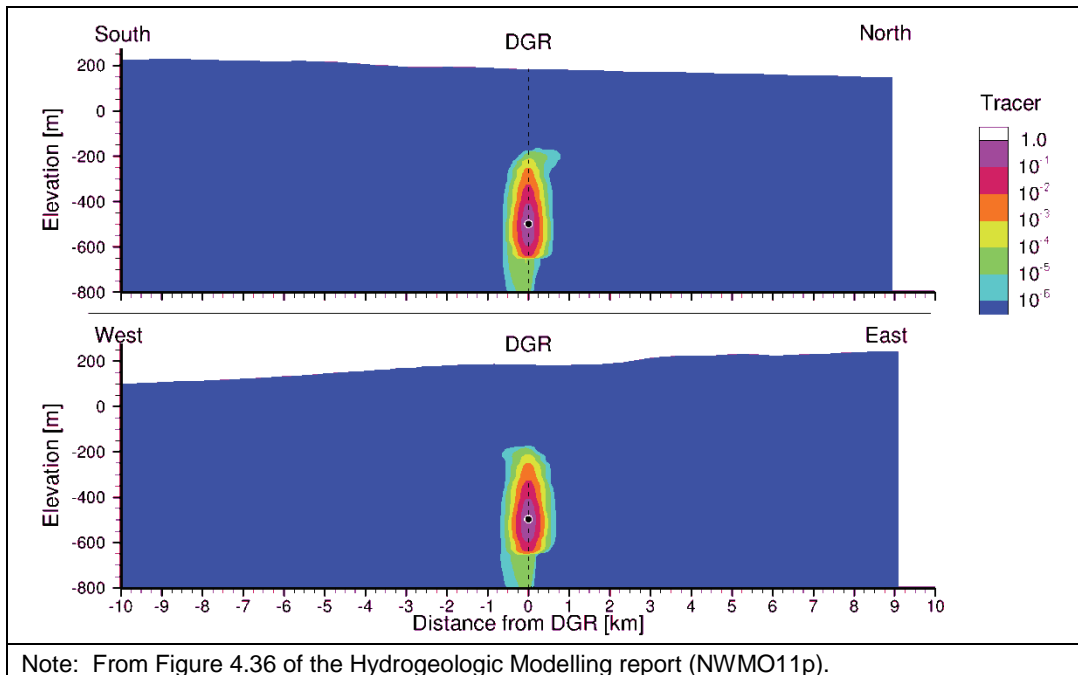 South DGR North
200
0
-200
-400
-600
-800
Elevation [m]
Tracer
1.0
10-1
10-2
10-3
10-4
10-5
10-6
West DGR East
200
0
-200
-400
-600
-800
Elevation [m]
-10 -9 -8 -7 -6 -5 -4 -3 -2 -1 0 1 2 3 4 5 6 7 8 9 10
Distance from DGR [km]
Note: From Figure 4.36 of the Hydrogeologic Modelling report (NWMO11p).